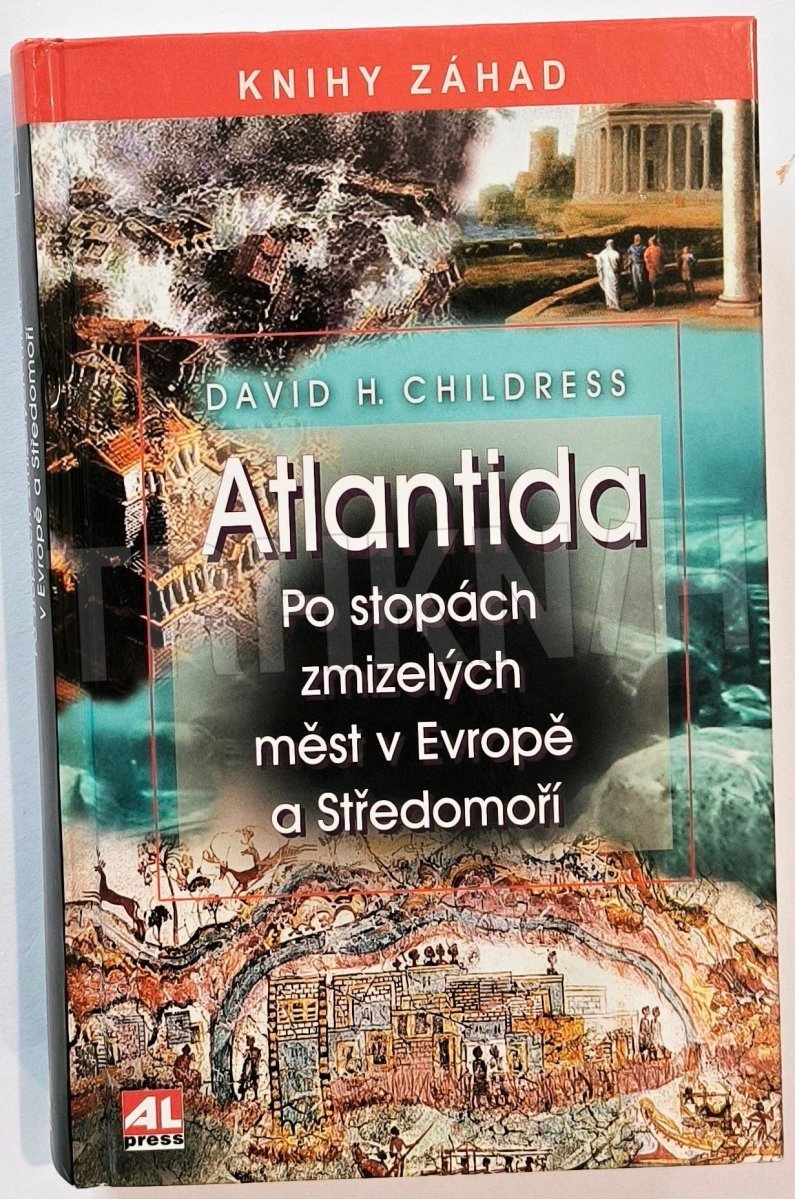 KNIHY ZÁHAD
DAVID H. CHILDRESS
Atlantida
Po stopách
zmizelých
měst v Evropě
a Středomoří
v Evropě a Středomoří
AL
press